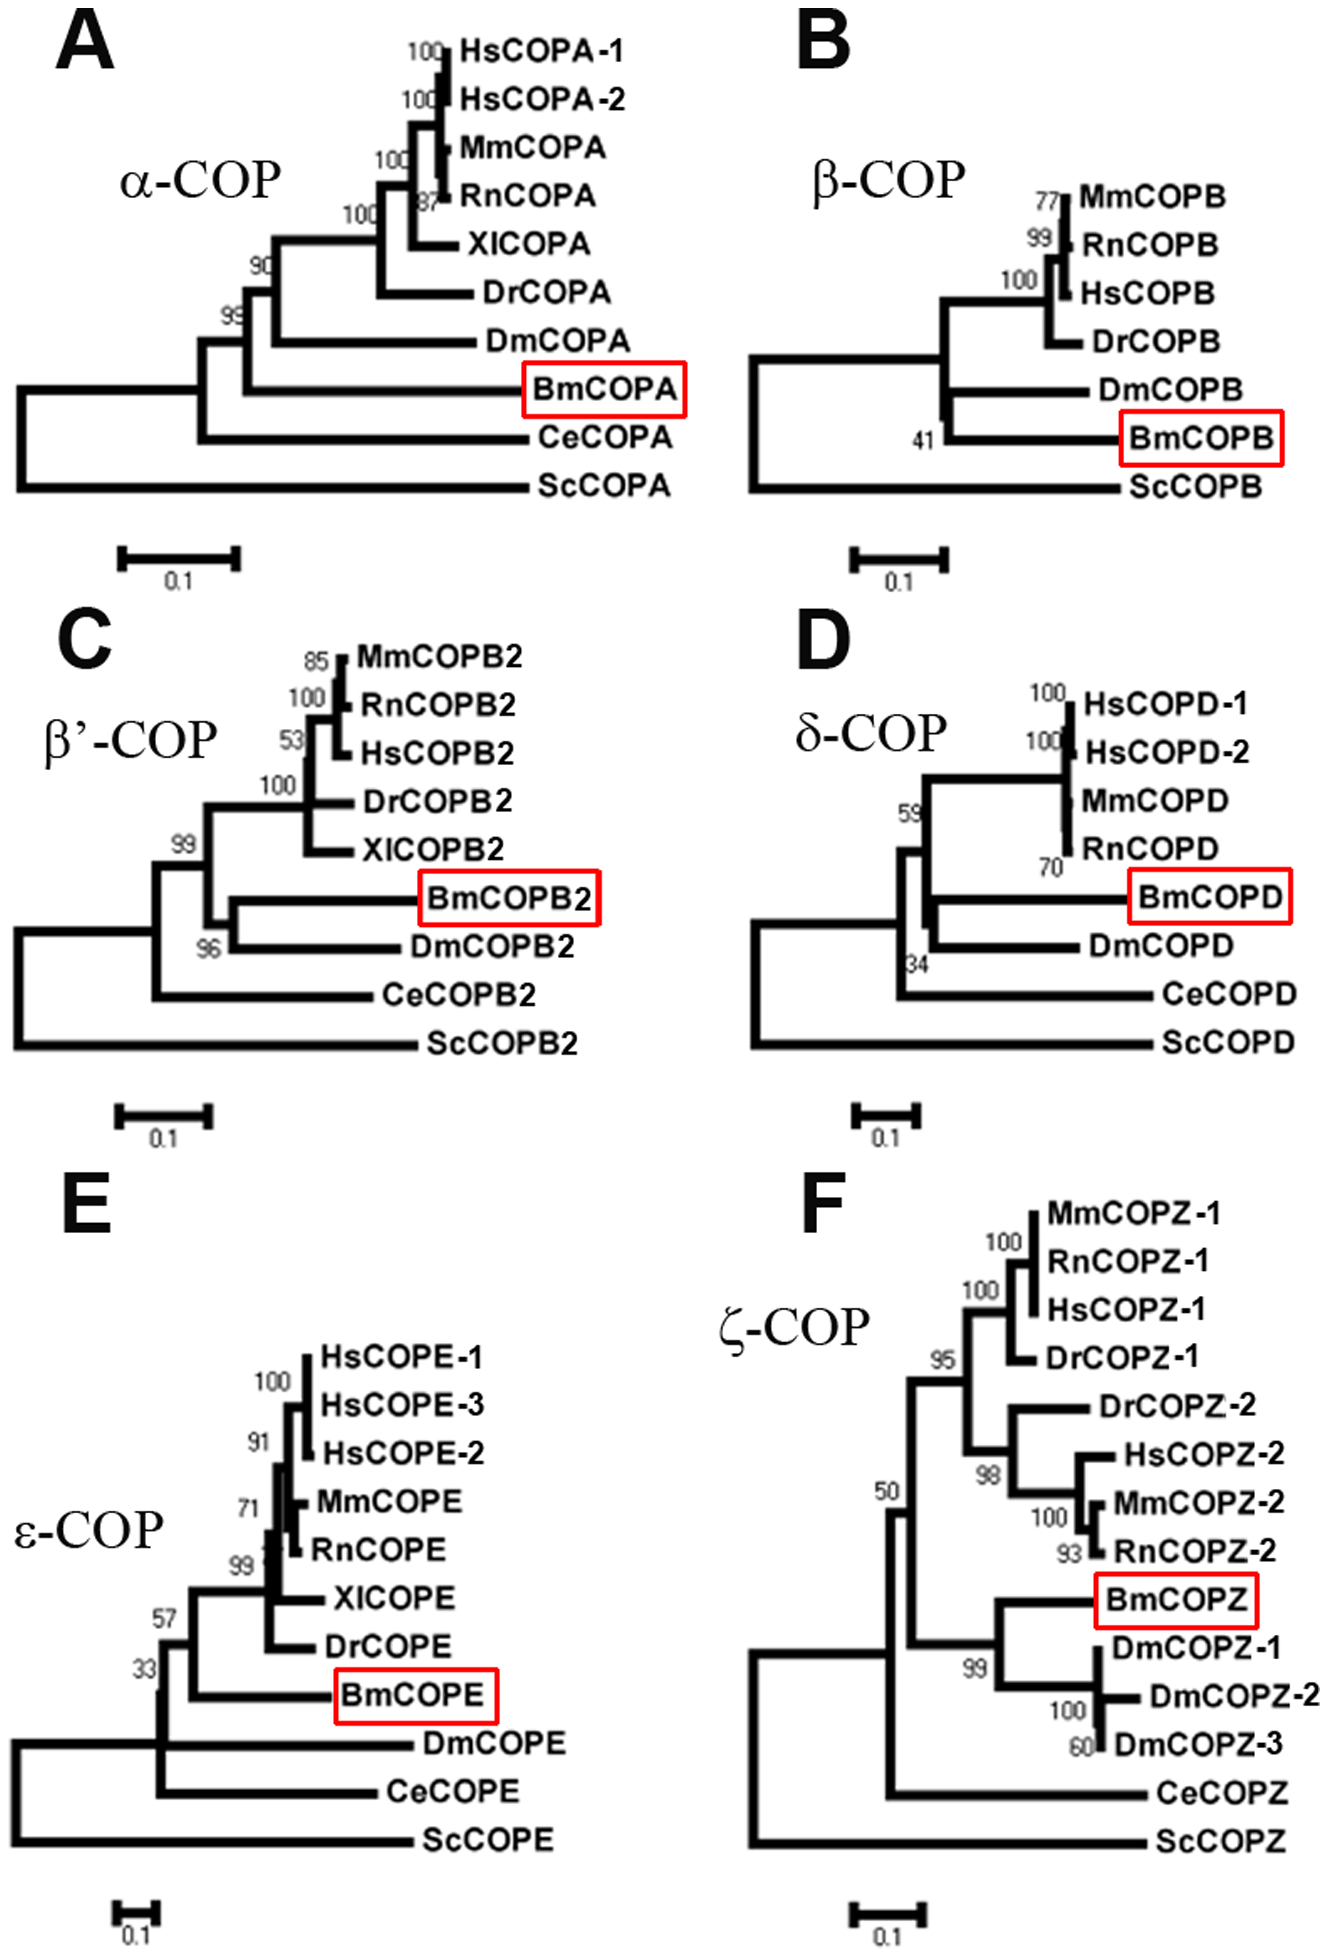 A
α-COP
100
HsCOPA-1
100
HsCOPA-2
100
MmCOPA
87
RnCOPA
100
XlCOPA
90
DrCOPA
99
DmCOPA
BmCOPA
CeCOPA
ScCOPA
0.1
B
β-COP
77
MmCOPB
99
RnCOPB
100
HsCOPB
DrCOPB
DmCOPB
41
BmCOPB
ScCOPB
0.1
C
β’-COP
85
MmCOPB2
100
RnCOPB2
53
HsCOPB2
100
DrCOPB2
99
XlCOPB2
BmCOPB2
96
DmCOPB2
CeCOPB2
ScCOPB2
0.1
D
δ-COP
100
HsCOPD-1
100
HsCOPD-2
59
MmCOPD
70
RnCOPD
BmCOPD
34
DmCOPD
CeCOPD
ScCOPD
0.1
E
ε-COP
HsCOPE-1
100
HsCOPE-3
91
HsCOPE-2
71
MmCOPE
99
RnCOPE
57
XlCOPE
33
DrCOPE
BmCOPE
DmCOPE
CeCOPE
ScCOPE
0.1
F
ζ-COP
MmCOPZ-1
100
RnCOPZ-1
100
HsCOPZ-1
95
DrCOPZ-1
DrCOPZ-2
98
HsCOPZ-2
50
100
MmCOPZ-2
93
RnCOPZ-2
BmCOPZ
99
DmCOPZ-1
100
DmCOPZ-2
60
DmCOPZ-3
CeCOPZ
ScCOPZ
0.1